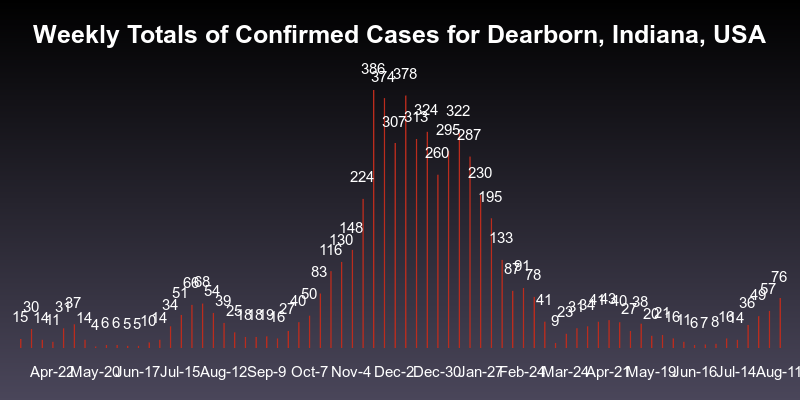 Weekly Totals of Confirmed Cases for Dearborn, Indiana, USA
15 30 14 11 31 37 14 4 6 6 5 5 10 14 34 51 66 68 54 39 25 18 18 19 16 27 40 50 83 116 130 148 224 386 374 307 378 313 324 260 295 322 287 230 195 133 87 91 78 41 9 23 31 34 41 43 40 27 38 20 21 16 11 6 7 8 16 14 36 49 57 76
Apr-22 May-20 Jun-17 Jul-15 Aug-12 Sep-9 Oct-7 Nov-4 Dec-2 Dec-30 Jan-27 Feb-24 Mar-24 Apr-21 May-19 Jun-16 Jul-14 Aug-11